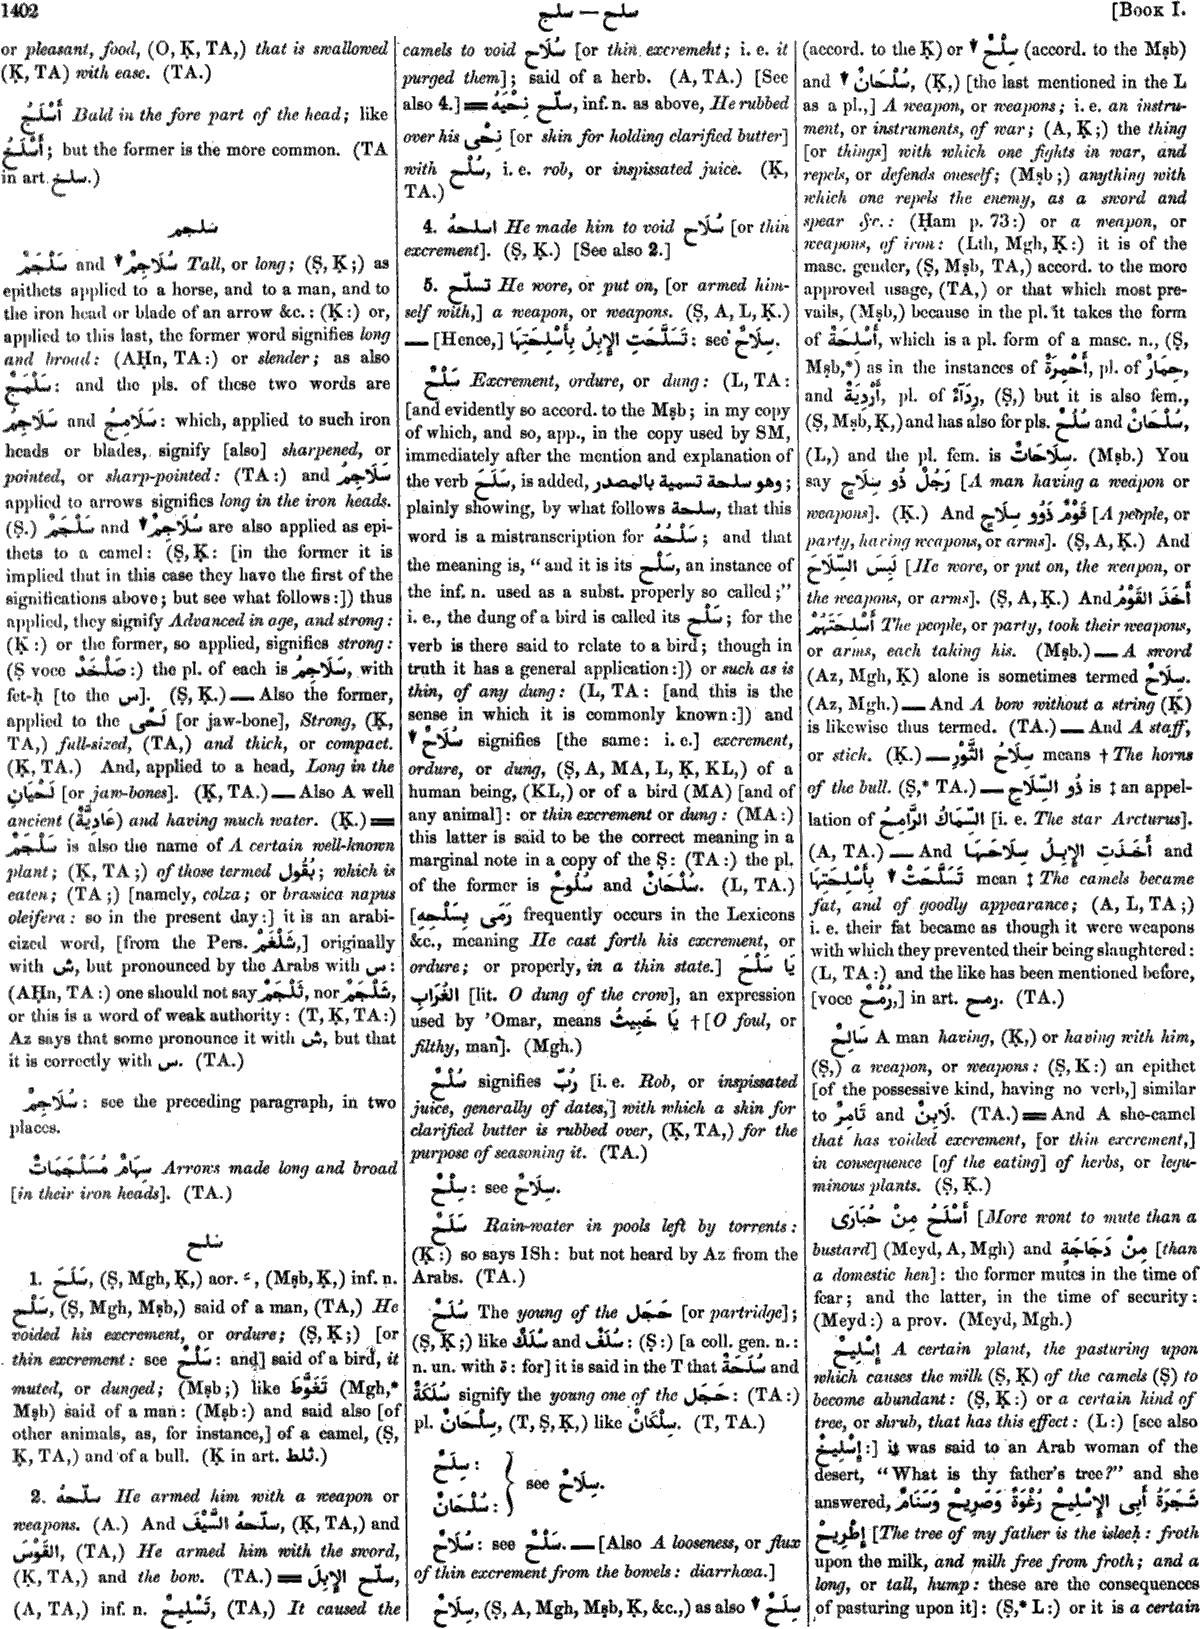 1402
سلج — سلح
[BOOK I.
or pleasant, food, (O, Ḳ, TA,) that is swallowed
(Ḳ, TA) with ease. (TA.)
أَسْلَجُ Bald in the fore part of the head; like
أَسْلَخُ; but the former is the more common. (TA
in art. سلخ.)
سلجم
سَلْجَمٌ and ▼ سُلَاجِمٌ Tall, or long; (Ṣ, Ḳ;) as
epithets applied to a horse, and to a man, and to
the iron head or blade of an arrow &c.: (Ḳ:) or,
applied to this last, the former word signifies long
and broad: (AḤn, TA:) or slender; as also
سَلْمَجٌ: and the pls. of these two words are
سَلَاجِمُ and سَلَامِجُ: which, applied to such iron
heads or blades, signify [also] sharpened, or
pointed, or sharp-pointed: (TA:) and سَلَاجِمُ
applied to arrows signifies long in the iron heads.
(Ṣ.) سَلْجَمٌ and ▼ سُلَاجِمٌ are also applied as epi-
thets to a camel: (Ṣ, Ḳ: [in the former it is
implied that in this case they have the first of the
significations above; but see what follows:]) thus
applied, they signify Advanced in age, and strong:
(Ḳ:) or the former, so applied, signifies strong:
(Ṣ voce صَلْخَدٌ:) the pl. of each is سَلَاجِمُ, with
fet-ḥ [to the س]. (Ṣ, Ḳ.) — Also the former,
applied to the لَحْى [or jaw-bone], Strong, (Ḳ,
TA,) full-sized, (TA,) and thick, or compact.
(Ḳ, TA.) And, applied to a head, Long in the
لَحْيَانِ [or jaw-bones]. (Ḳ, TA.) — Also A well
ancient (عَادِيَّةٌ) and having much water. (Ḳ.) ═
سَلْجَمٌ is also the name of A certain well-known
plant; (Ḳ, TA;) of those termed بُقُول; which is
eaten; (TA;) [namely, colza; or brassica napus
oleifera: so in the present day:] it is an arabi-
cized word, [from the Pers. شَلْغَمْ,] originally
with ش, but pronounced by the Arabs with س:
(AḤn, TA:) one should not say ثَلْجَمٌ, nor شَلْجَمٌ,
or this is a word of weak authority: (T, Ḳ, TA:)
Az says that some pronounce it with ش, but that
it is correctly with س. (TA.)
سُلَاجِمٌ: see the preceding paragraph, in two
places.
سِهَامٌ مُسَلْجَمَاتٌ Arrows made long and broad
[in their iron heads]. (TA.)
سلح
1. سَلَحَ, (Ṣ, Mgh, Ḳ,) aor. ـَ, (Mṣb, Ḳ,) inf. n.
سَلْحٌ, (Ṣ, Mgh, Mṣb,) said of a man, (TA,) He
voided his excrement, or ordure; (Ṣ, Ḳ;) [or
thin excrement: see سَلْحٌ: and] said of a bird, it
muted, or dunged; (Mṣb;) like تَغَوَّطَ (Mgh,*
Mṣb) said of a man: (Mṣb:) and said also [of
other animals, as, for instance,] of a camel, (Ṣ,
Ḳ, TA,) and of a bull. (Ḳ in art. ثلط.)
2. سلّحهُ He armed him with a weapon or
weapons. (A.) And سلّحهُ السَّيْفَ, (Ḳ, TA,) and
القَوْسَ, (TA,) He armed him with the sword,
(Ḳ, TA,) and the bow. (TA.) ═ سلّح الإِبِلَ,
(A, TA,) inf. n. تَسْلِيحٌ, (TA,) It caused the
camels to void سُلَاح [or thin excrement; i. e. it
purged them]; said of a herb. (A, TA.) [See
also 4.] ═ سلّح نِحْيَهُ, inf. n. as above, He rubbed
over his نِحْى [or skin for holding clarified butter]
with سُلْح, i. e. rob, or inspissated juice. (Ḳ,
TA.)
4. اسلحهُ He made him to void سُلَاح [or thin
excrement]. (Ṣ, Ḳ.) [See also 2.]
5. تسلّح He wore, or put on, [or armed him-
self with,] a weapon, or weapons. (Ṣ, A, L, Ḳ.)
— [Hence,] تَسَلَّحَتِ الإِبِلُ بِأَسْلِحَتِهَا: see سِلَاحٌ.
سَلْحٌ Excrement, ordure, or dung: (L, TA:
[and evidently so accord. to the Mṣb; in my copy
of which, and so, app., in the copy used by SM,
immediately after the mention and explanation of
the verb سَلَحَ, is added, وهو سلحة تسمية بالمصدر;
plainly showing, by what follows سلحة, that this
word is a mistranscription for سَلْحُهُ; and that
the meaning is, "and it is its سَلْح, an instance of
the inf. n. used as a subst. properly so called;"
i. e., the dung of a bird is called its سَلْح; for the
verb is there said to relate to a bird; though in
truth it has a general application:]) or such as is
thin, of any dung: (L, TA: [and this is the
sense in which it is commonly known:]) and
▼ سُلَاحٌ signifies [the same: i. e.] excrement,
ordure, or dung, (Ṣ, A, MA, L, Ḳ, KL,) of a
human being, (KL,) or of a bird (MA) [and of
any animal]: or thin excrement or dung: (MA:)
this latter is said to be the correct meaning in a
marginal note in a copy of the Ṣ: (TA:) the pl.
of the former is سُلُوحٌ and سُلْحَانٌ. (L, TA.)
[رَمَى بِسَلْحِهِ frequently occurs in the Lexicons
&c., meaning He cast forth his excrement, or
ordure; or properly, in a thin state.] يَا سَلْحَ
الغُرَابِ [lit. O dung of the crow], an expression
used by 'Omar, means يَا خَبِيثُ † [O foul, or
filthy, man]. (Mgh.)
سُلْحٌ signifies رُبٌّ [i. e. Rob, or inspissated
juice, generally of dates,] with which a skin for
clarified butter is rubbed over, (Ḳ, TA,) for the
purpose of seasoning it. (TA.)
سِلْحٌ: see سِلَاحٌ.
سَلَحٌ Rain-water in pools left by torrents:
(Ḳ:) so says ISh: but not heard by Az from the
Arabs. (TA.)
سُلَحٌ The young of the حَجَل [or partridge];
(Ṣ, Ḳ;) like سُلَكٌ and سُلَفٌ: (Ṣ:) [a coll. gen. n.:
n. un. with ة: for] it is said in the T that سُلَحَةٌ and
سُلَكَةٌ signify the young one of the حَجَل: (TA:)
pl. سِلْحَانٌ, (T, Ṣ, Ḳ,) like سِلْكَانٌ. (T, TA.)
سِلَحٌ:
سُلْحَانٌ: } see سِلَاحٌ.
سُلَاحٌ: see سَلْحٌ. — [Also A looseness, or flux
of thin excrement from the bowels: diarrhœa.]
سِلَاحٌ, (Ṣ, A, Mgh, Mṣb, Ḳ, &c.,) as also ▼ سِلَحٌ
(accord. to the Ḳ) or ▼ سِلْحٌ (accord. to the Mṣb)
and ▼ سُلْحَانٌ, (Ḳ,) [the last mentioned in the L
as a pl.,] A weapon, or weapons; i. e. an instru-
ment, or instruments, of war; (A, Ḳ;) the thing
[or things] with which one fights in war, and
repels, or defends oneself; (Mṣb;) anything with
which one repels the enemy, as a sword and
spear &c.: (Ḥam p. 73:) or a weapon, or
weapons, of iron: (Lth, Mgh, Ḳ:) it is of the
masc. gender, (Ṣ, Mṣb, TA,) accord. to the more
approved usage, (TA,) or that which most pre-
vails, (Mṣb,) because in the pl. it takes the form
of أَسْلِحَةٌ, which is a pl. form of a masc. n., (Ṣ,
Mṣb,*) as in the instances of أَحْمِرَةٌ, pl. of حِمَارٌ,
and أَرْدِيَةٌ, pl. of رِدَآءٌ, (Ṣ,) but it is also fem.,
(Ṣ, Mṣb, Ḳ,) and has also for pls. سُلُحٌ and سُلْحَانٌ,
(L,) and the pl. fem. is سِلَاحَاتٌ. (Mṣb.) You
say رَجُلٌ ذُو سِلَاحٍ [A man having a weapon or
weapons]. (Ḳ.) And قَوْمٌ ذَوُو سِلَاحٍ [A people, or
party, having weapons, or arms]. (Ṣ, A, Ḳ.) And
لَبِسَ السِّلَاحَ [He wore, or put on, the weapon, or
the weapons, or arms]. (Ṣ, A, Ḳ.) And أَخَذَ القَوْمُ
أَسْلِحَتَهُمْ The people, or party, took their weapons,
or arms, each taking his. (Mṣb.) — A sword
(Az, Mgh, Ḳ) alone is sometimes termed سِلَاحٌ.
(Az, Mgh.) — And A bow without a string (Ḳ)
is likewise thus termed. (TA.) — And A staff,
or stick. (Ḳ.) — سِلَاحُ الثَّوْرِ means † The horns
of the bull. (Ṣ,* TA.) — ذُو السِّلَاحِ is ‡ an appel-
lation of السِّمَاكُ الرَّامِحُ [i. e. The star Arcturus].
(A, TA.) — And أَخَذَتِ الإِبِلُ سِلَاحَهَا and
▼ تَسَلَّحَتْ بِأَسْلِحَتِهَا mean ‡ The camels became
fat, and of goodly appearance; (A, L, TA;)
i. e. their fat became as though it were weapons
with which they prevented their being slaughtered:
(L, TA:) and the like has been mentioned before,
[voce رُمْحٌ,] in art. رمح. (TA.)
سَالِحٌ A man having, (Ḳ,) or having with him,
(Ṣ,) a weapon, or weapons: (Ṣ, K:) an epithet
[of the possessive kind, having no verb,] similar
to تَامِرٌ and لَابِنٌ. (TA.) ═ And A she-camel
that has voided excrement, [or thin excrement,]
in consequence [of the eating] of herbs, or legu-
minous plants. (Ṣ, Ḳ.)
أَسْلَحُ مِنْ حُبَارَى [More wont to mute than a
bustard] (Meyd, A, Mgh) and مِنْ دَجَاجَةٍ [than
a domestic hen]: the former mutes in the time of
fear; and the latter, in the time of security:
(Meyd:) a prov. (Meyd, Mgh.)
إِسْلِيحٌ A certain plant, the pasturing upon
which causes the milk (Ṣ, Ḳ) of the camels (Ṣ) to
become abundant: (Ṣ, Ḳ:) or a certain kind of
tree, or shrub, that has this effect: (L:) [see also
إِسْلِيخٌ:] it was said to an Arab woman of the
desert, "What is thy father's tree?" and she
answered, شَجَرَةُ أَبِى الإِسْلِيحُ رُغْوَةٌ وَصَرِيحٌ وَسَنَامٌ
إِطْرِيحٌ [The tree of my father is the isleeḥ: froth
upon the milk, and milk free from froth; and a
long, or tall, hump: these are the consequences
of pasturing upon it]: (Ṣ,* L:) or it is a certain